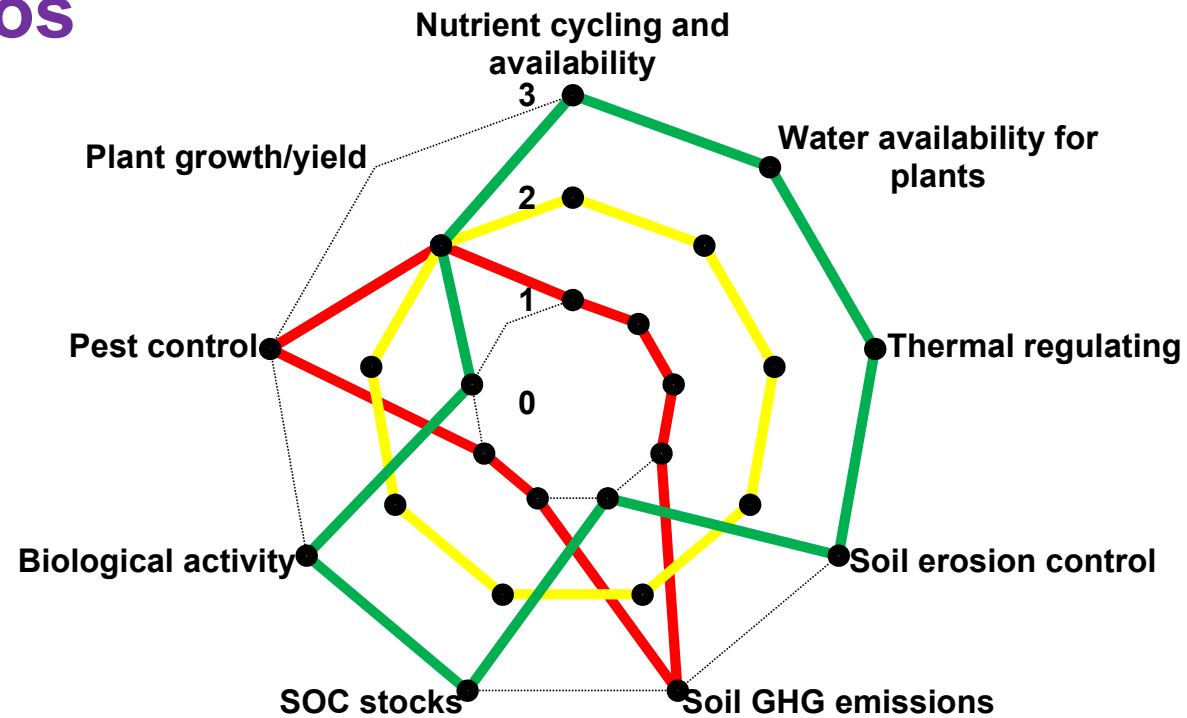 os
Nutrient cycling and
availability
3
Water availability for
plants
Plant growth/yield
2
1
Pest control
Thermal regulating
0
Biological activity
Soil erosion control
SOC stocks
Soil GHG emissions